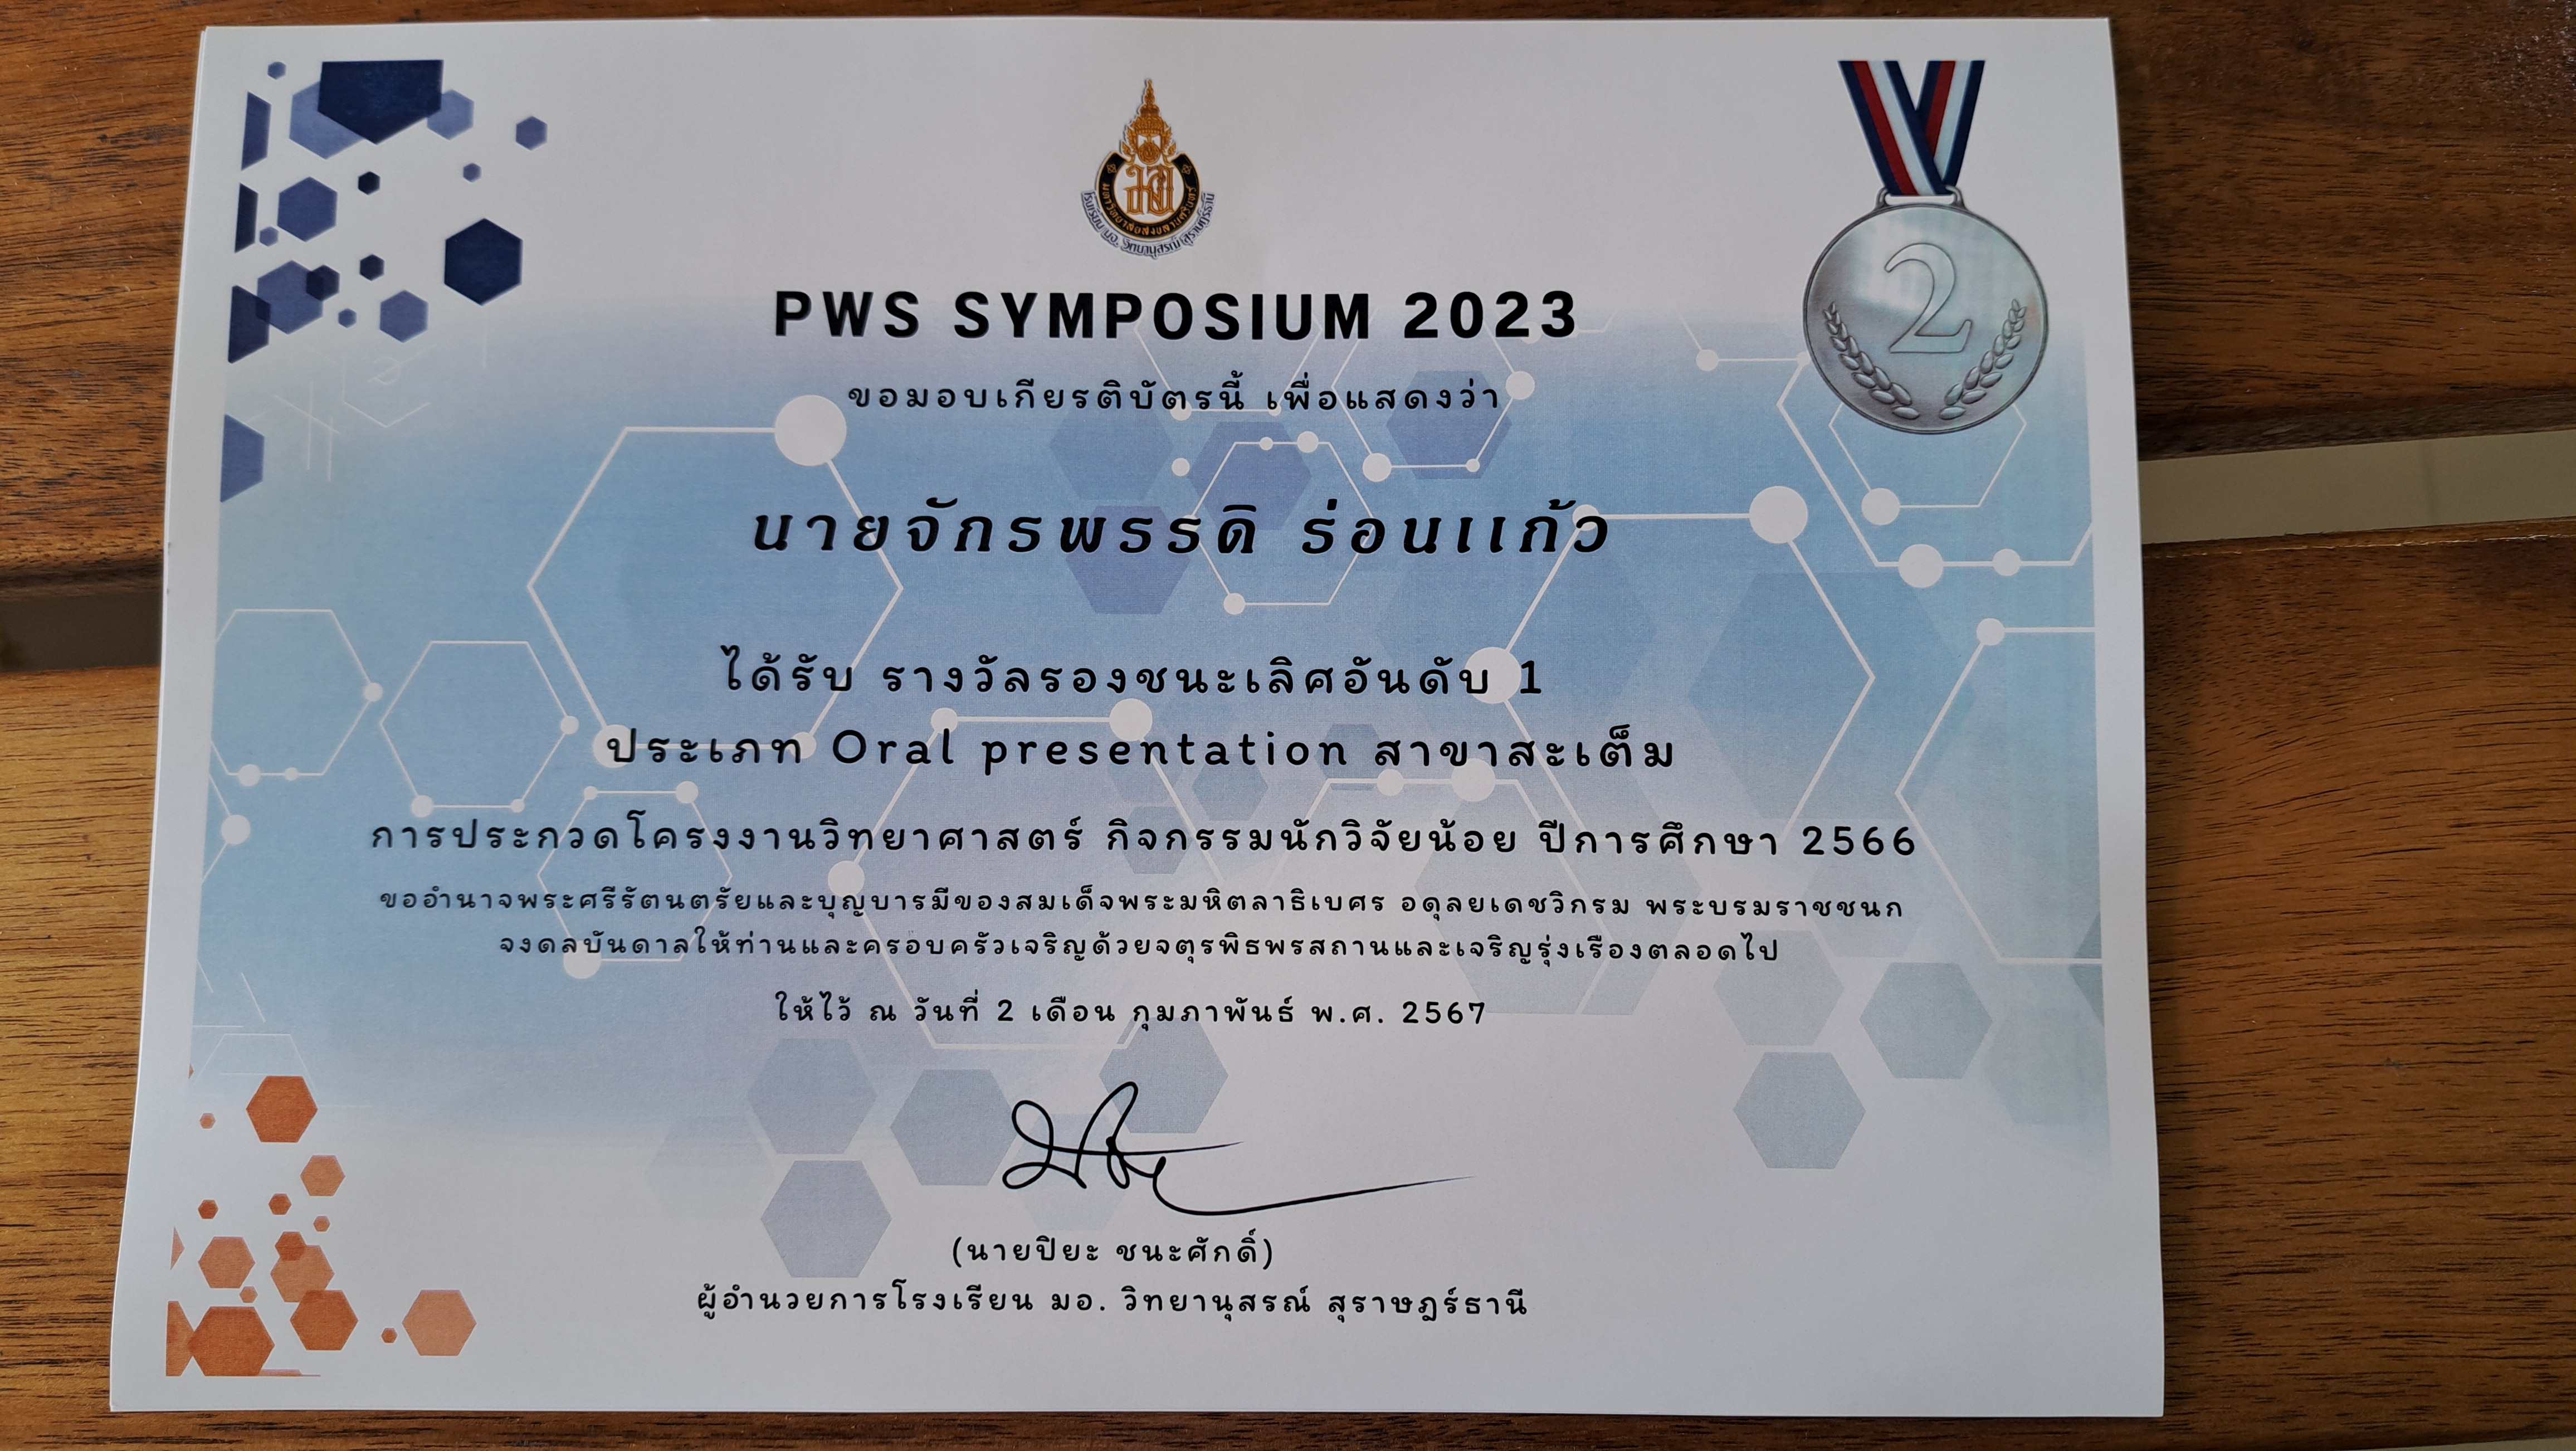 มหาวิทยาลัยสงขลานครินทร์
โรงเรียน มอ. วิทยานุสรณ์ สุราษฎร์ธานี
PWS SYMPOSIUM 2023
2
ขอมอบเกียรติบัตรนี้ เพื่อแสดงว่า
นายจักรพรรดิ ร่อนแก้ว
ได้รับ รางวัลรองชนะเลิศอันดับ 1
ประเภท Oral presentation สาขาสะเต็ม
การประกวดโครงงานวิทยาศาสตร์ กิจกรรมนักวิจัยน้อย ปีการศึกษา 2566
ขออำนาจพระศรีรัตนตรัยและบุญบารมีของสมเด็จพระมหิตลาธิเบศร อดุลยเดชวิกรม พระบรมราชชนก
จงดลบันดาลให้ท่านและครอบครัวเจริญด้วยจตุรพิธพรสถานและเจริญรุ่งเรืองตลอดไป
ให้ไว้ ณ วันที่ 2 เดือน กุมภาพันธ์ พ.ศ. 2567
(นายปิยะ ชนะศักดิ์)
ผู้อำนวยการโรงเรียน มอ. วิทยานุสรณ์ สุราษฎร์ธานี